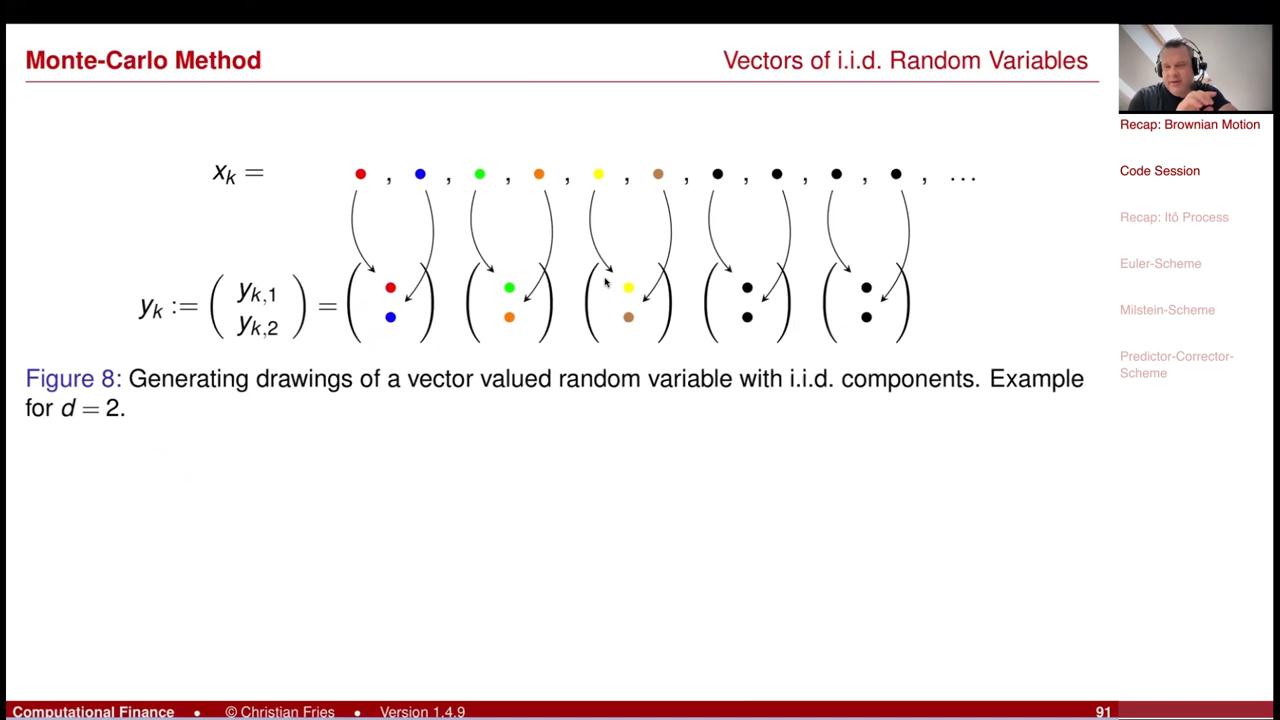 Monte-Carlo Method
Vectors of i.i.d. Random Variables
Recap: Brownian Motion
Code Session
Recap: Itô Process
Euler-Scheme
Milstein-Scheme
Predictor-Corrector-
Scheme
x_k = , , , , , , , , , , ...
y_k := ( y_{k,1} y_{k,2} ) =
Figure 8: Generating drawings of a vector valued random variable with i.i.d. components. Example
for d = 2.
Computational Finance • © Christian Fries • Version 1.4.9 91